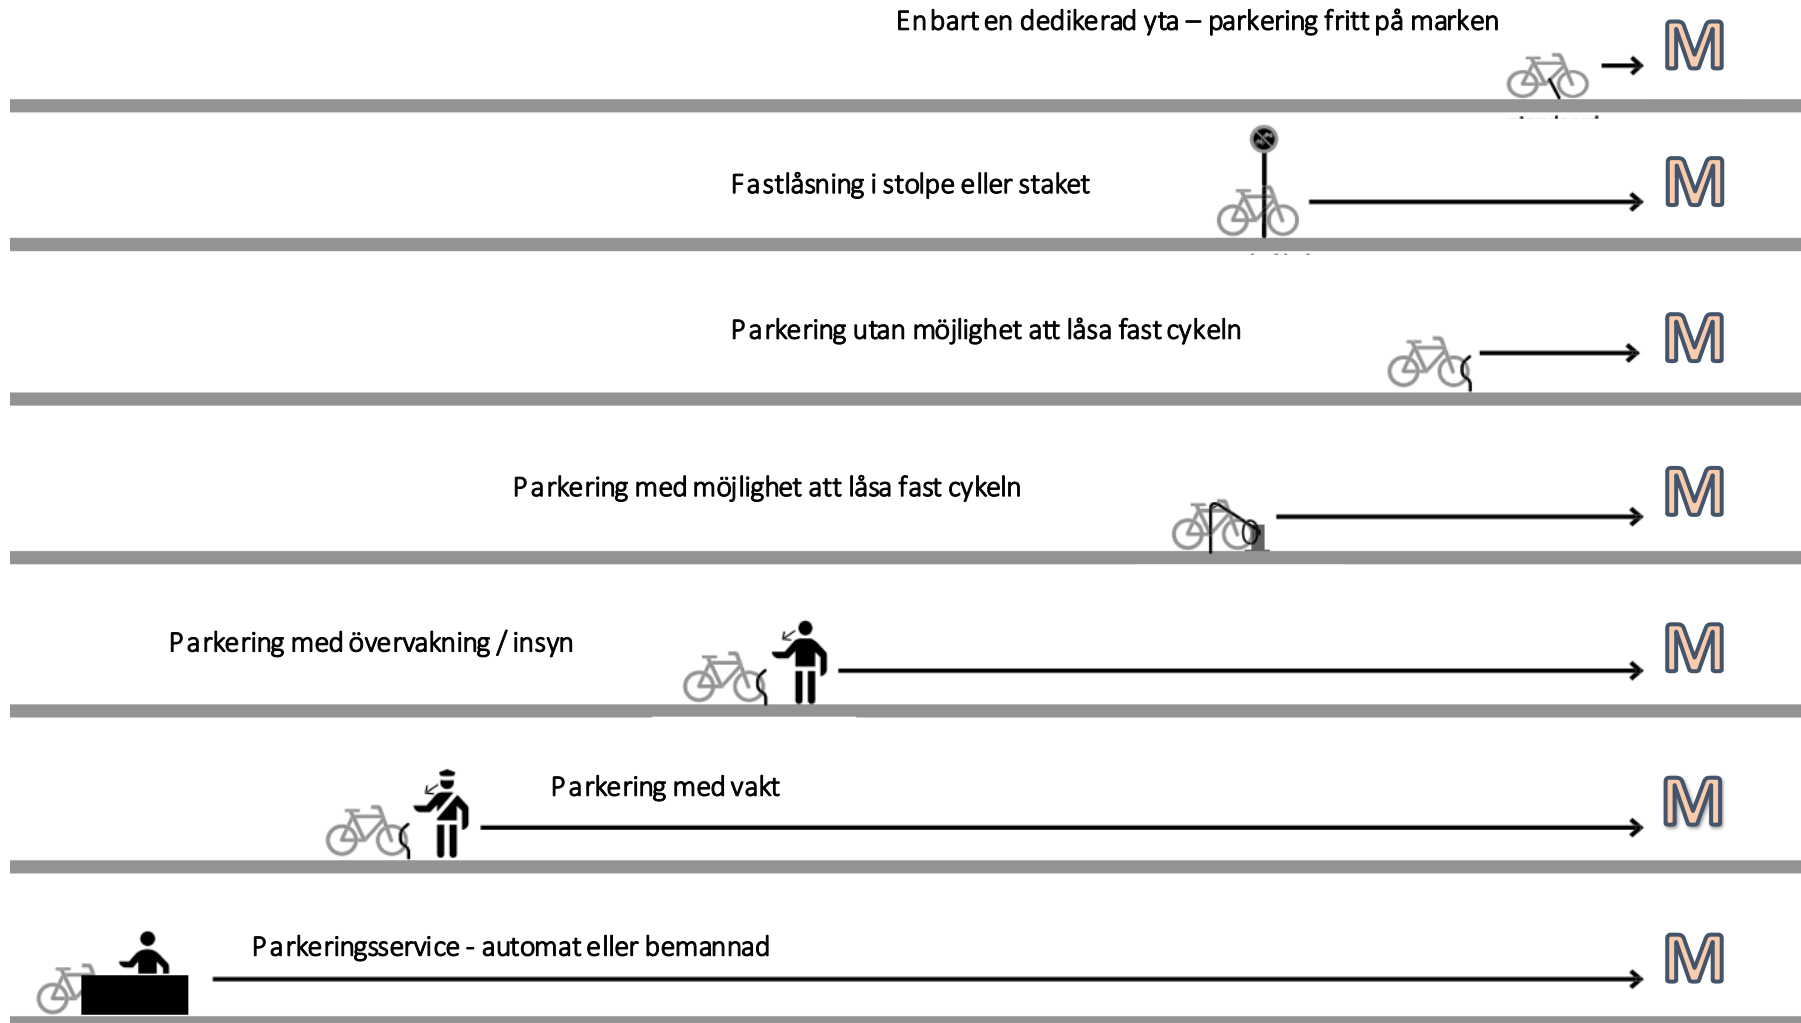 Enbart en dedikerad yta – parkering fritt på marken
M
Fastlåsning i stolpe eller staket
M
Parkering utan möjlighet att låsa fast cykeln
M
Parkering med möjlighet att låsa fast cykeln
M
Parkering med övervakning / insyn
M
Parkering med vakt
M
Parkeringsservice - automat eller bemannad
M